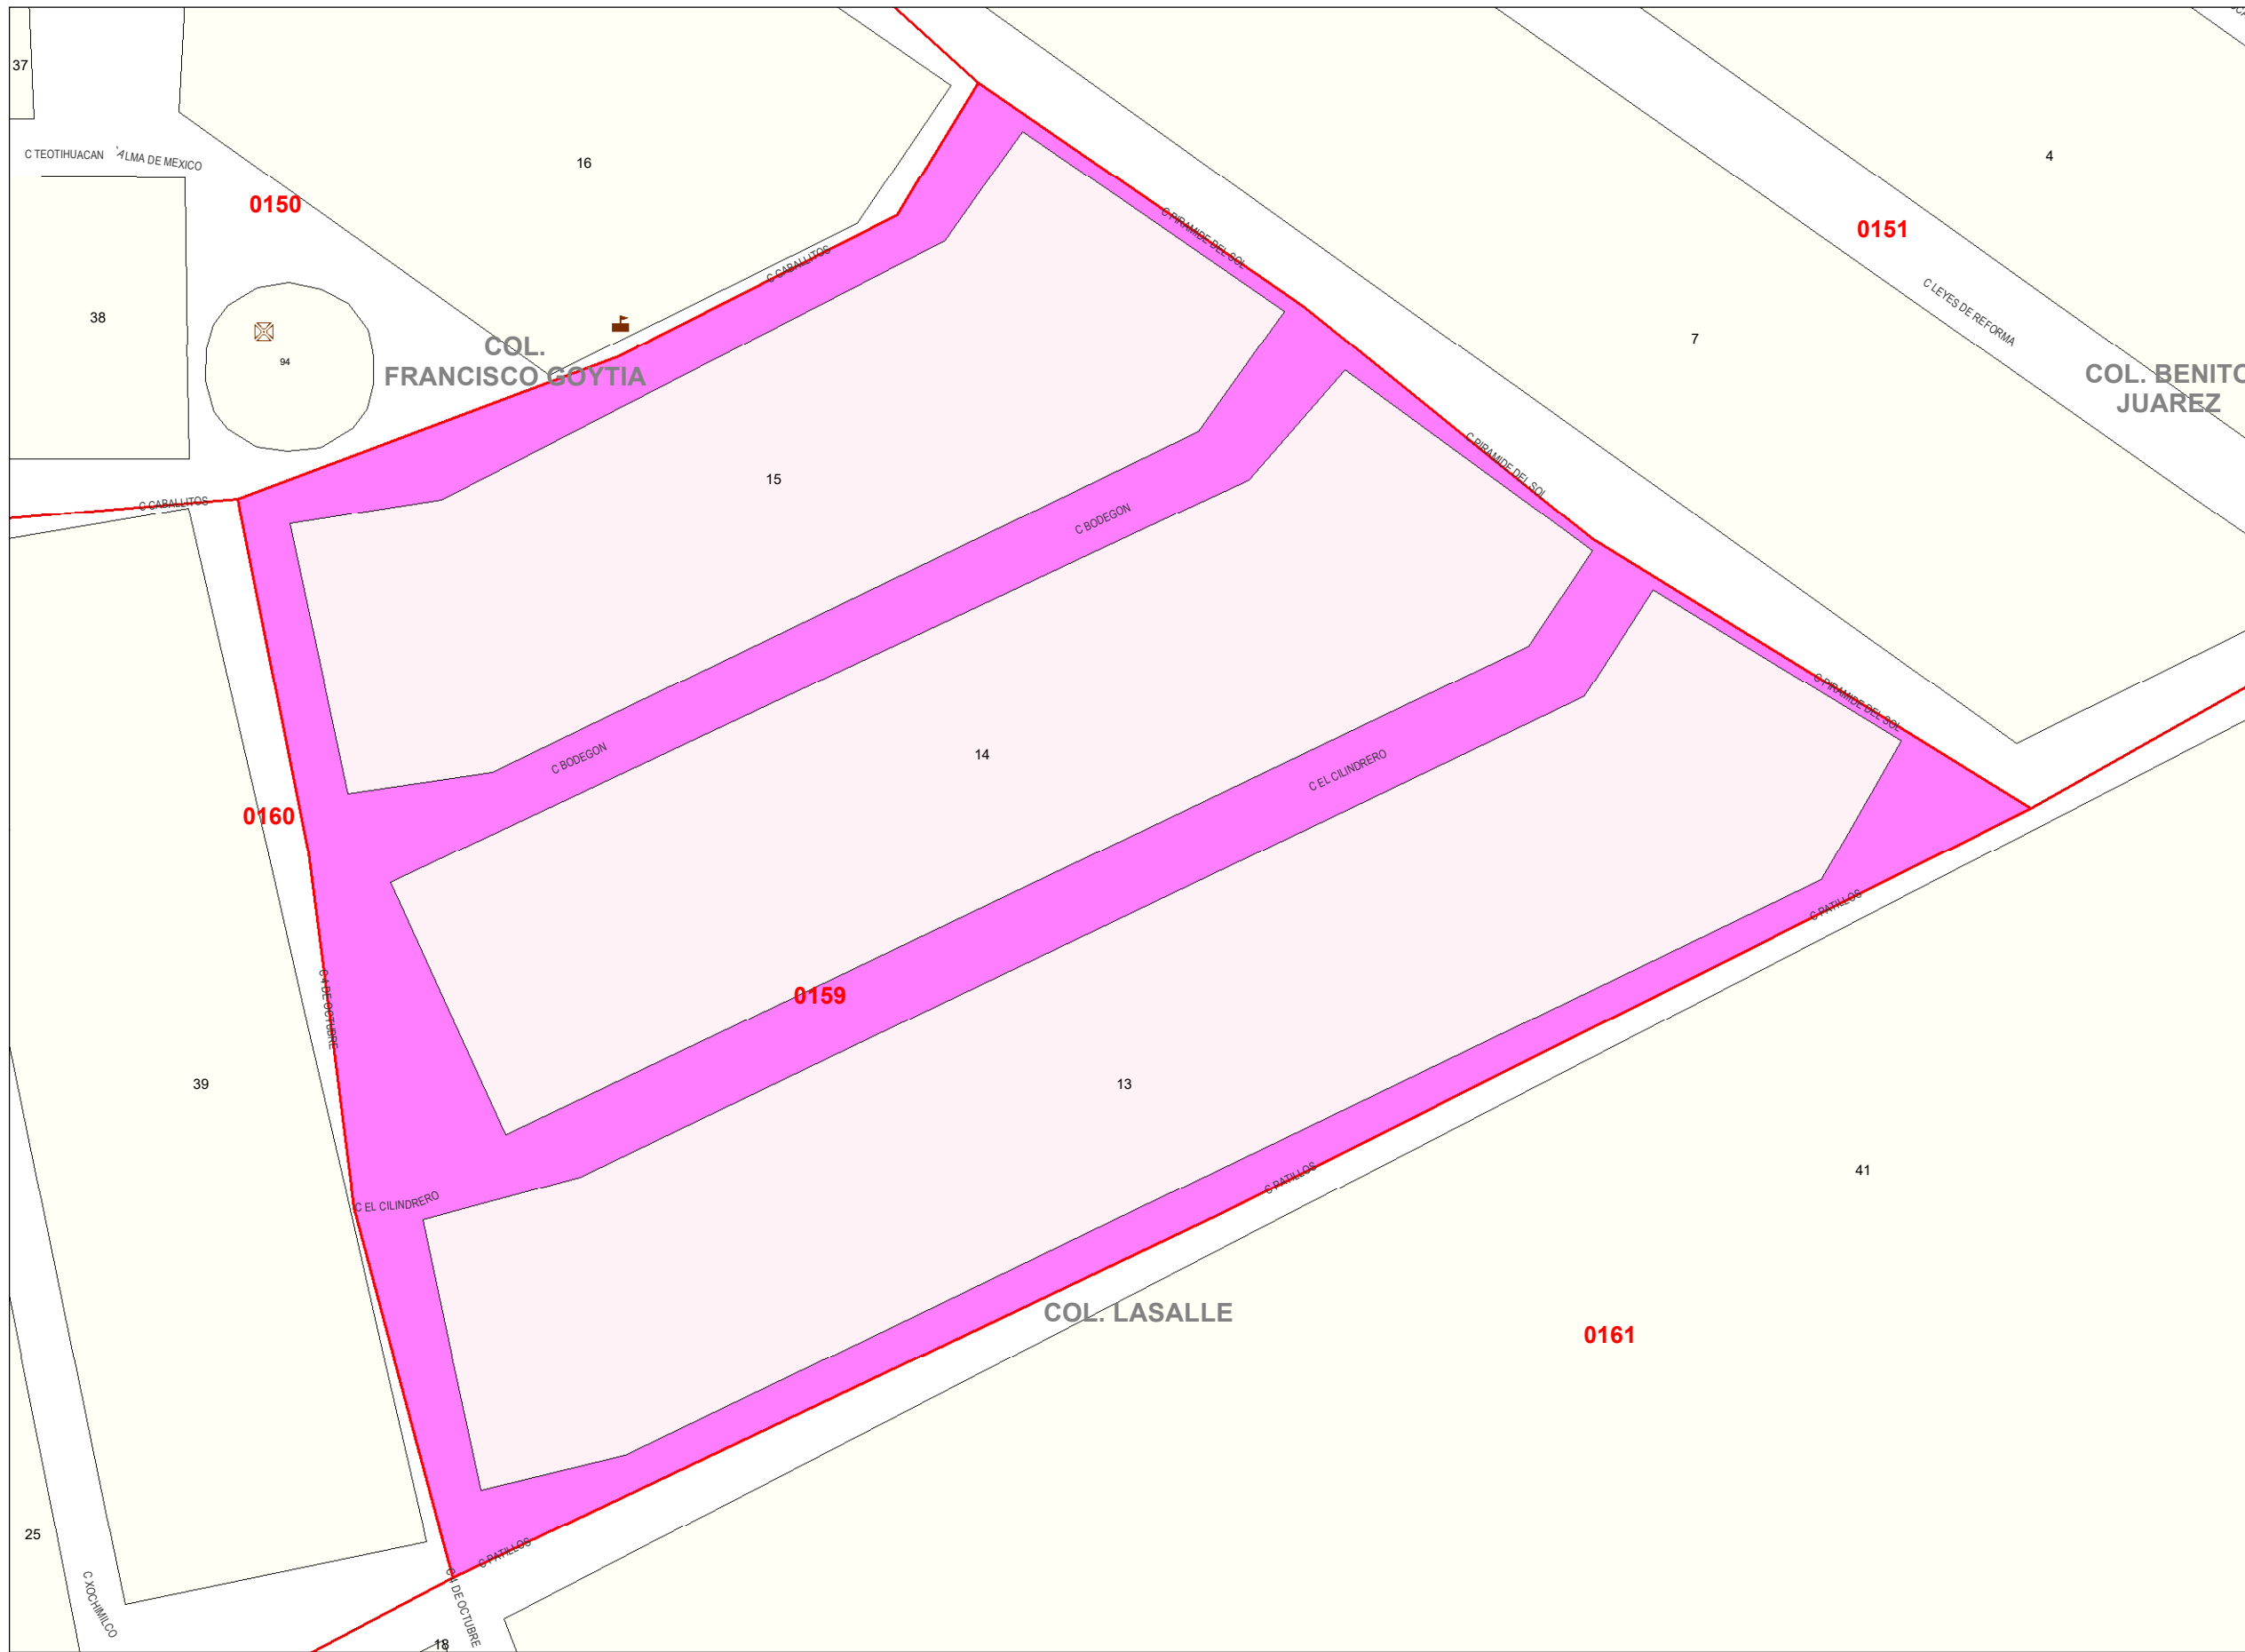 37
C TEOTIHUACAN
ALMA DE MEXICO
16
4
0150
0151
C PIRAMIDE DEL SOL
C CABALLITOS
C LEYES DE REFORMA
38
94
7
COL.
FRANCISCO GOYTIA
COL. BENITO
JUAREZ
C PIRAMIDE DEL SOL
15
C CABALLITOS
C BODEGON
C PIRAMIDE DEL SOL
C BODEGON
14
C EL CILINDRERO
0160
C PATILLOS
0159
C 4 DE OCTUBRE
39
13
41
C PATILLOS
C EL CILINDRERO
COL. LASALLE
0161
25
C PATILLOS
C XOCHIMILCO
C 4 DE OCTUBRE
18